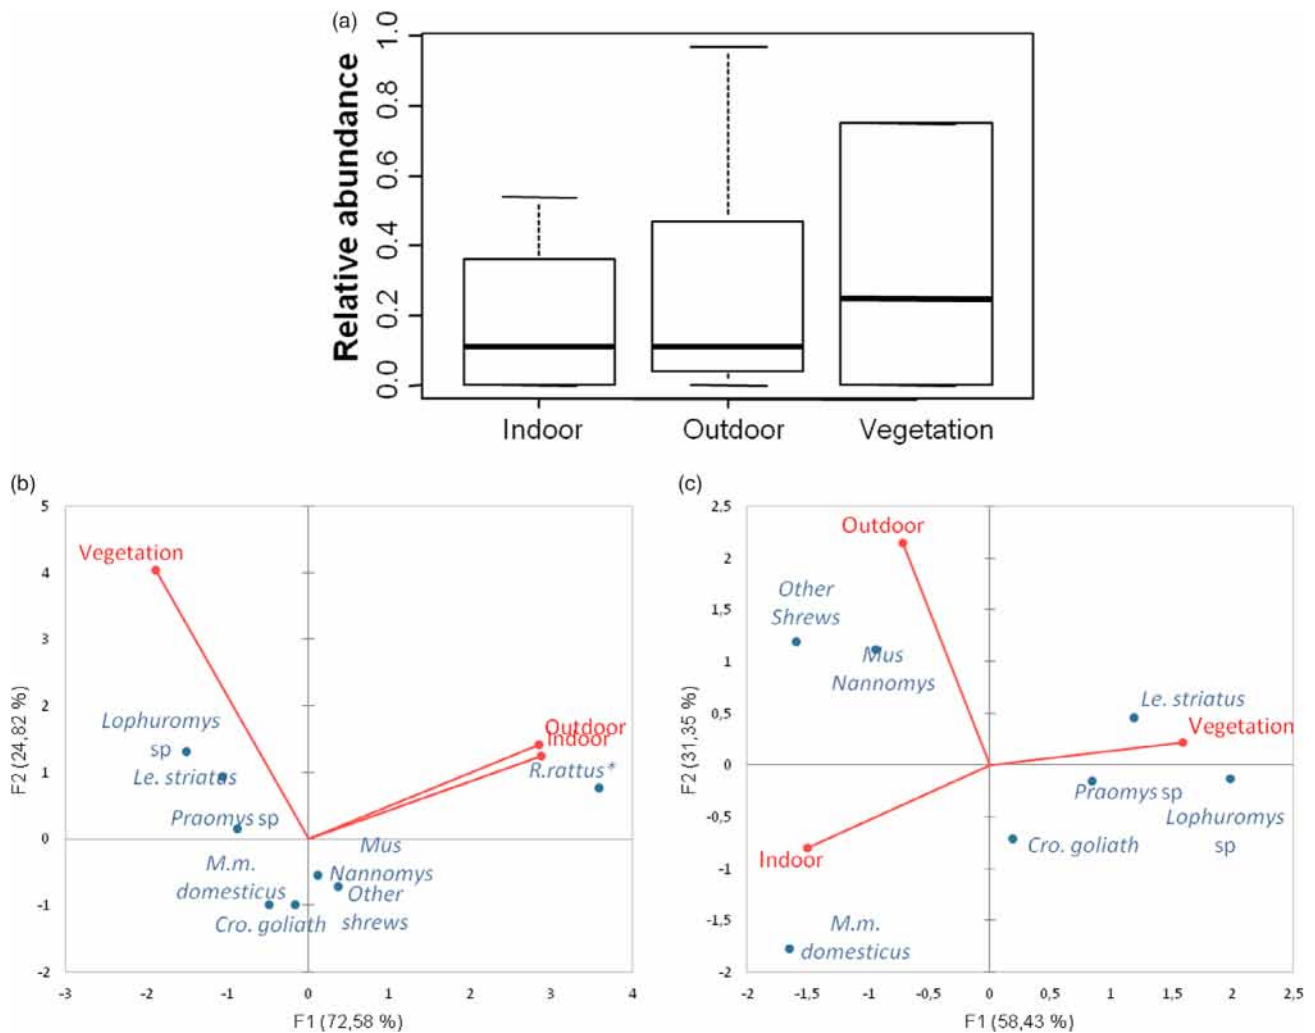 (a)
Relative abundance
1.0
0.8
0.6
0.4
0.2
0.0
Indoor Outdoor Vegetation
(b)
F2 (24,82 %)
5
4
3
2
1
0
-1
-2
Vegetation
Lophuromys
sp
Le. striatus
Praomys sp
M.m.
domesticus
Cro. goliath
Outdoor
Indoor
R.rattus*
Mus
Nannomys
Other
shrews
-3 -2 -1 0 1 2 3 4
F1 (72,58 %)
(c)
F2 (31,35 %)
2,5
2
1,5
1
0,5
0
-0,5
-1
-1,5
-2
Outdoor
Other
Shrews
Mus
Nannomys
Le. striatus
Vegetation
Praomys sp
Lophuromys
sp
Cro. goliath
Indoor
M.m.
domesticus
-2 -1,5 -1 -0,5 0 0,5 1 1,5 2 2,5
F1 (58,43 %)